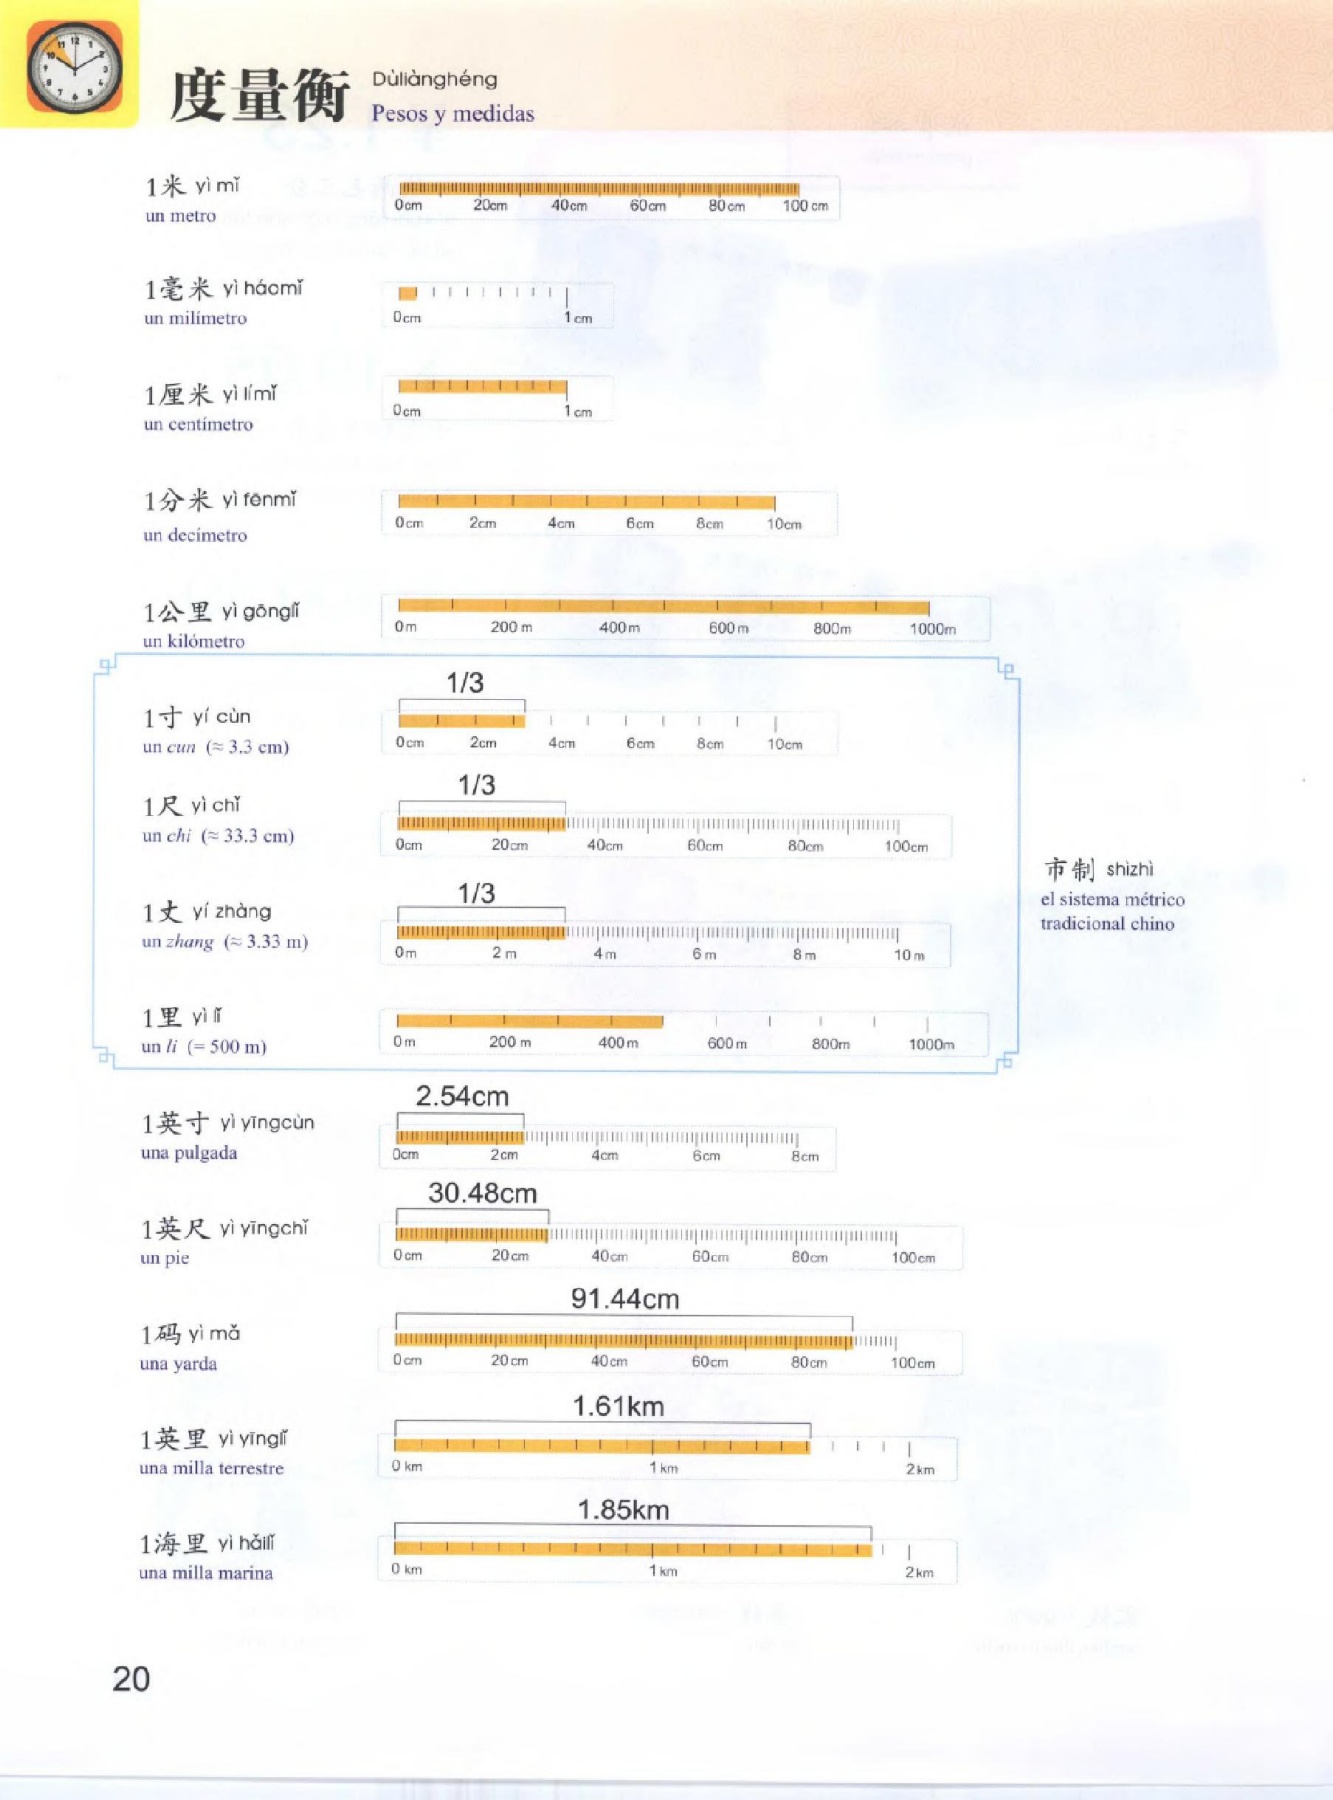 度量衡 Dùliànghéng
Pesos y medidas
1米 yì mǐ
un metro
0cm 20cm 40cm 60cm 80cm 100cm
1毫米 yì háomǐ
un milímetro
0cm 1cm
1厘米 yì límǐ
un centímetro
0cm 1cm
1分米 yì fēnmǐ
un decímetro
0cm 2cm 4cm 6cm 8cm 10cm
1公里 yì gōnglǐ
un kilómetro
0m 200m 400m 600m 800m 1000m
1/3
1寸 yí cùn
un cun (≈ 3.3 cm)
0cm 2cm 4cm 6cm 8cm 10cm
1/3
1尺 yì chǐ
un chi (≈ 33.3 cm)
0cm 20cm 40cm 60cm 80cm 100cm
1/3
1丈 yí zhàng
un zhang (≈ 3.33 m)
0m 2m 4m 6m 8m 10m
1里 yì lǐ
un li (= 500 m)
0m 200m 400m 600m 800m 1000m
市制 shìzhì
el sistema métrico
tradicional chino
2.54cm
1英寸 yì yīngcùn
una pulgada
0cm 2cm 4cm 6cm 8cm
30.48cm
1英尺 yì yīngchǐ
un pie
0cm 20cm 40cm 60cm 80cm 100cm
91.44cm
1码 yì mǎ
una yarda
0cm 20cm 40cm 60cm 80cm 100cm
1.61km
1英里 yì yīnglǐ
una milla terrestre
0 km 1km 2km
1.85km
1海里 yì hǎilǐ
una milla marina
0 km 1km 2km
20